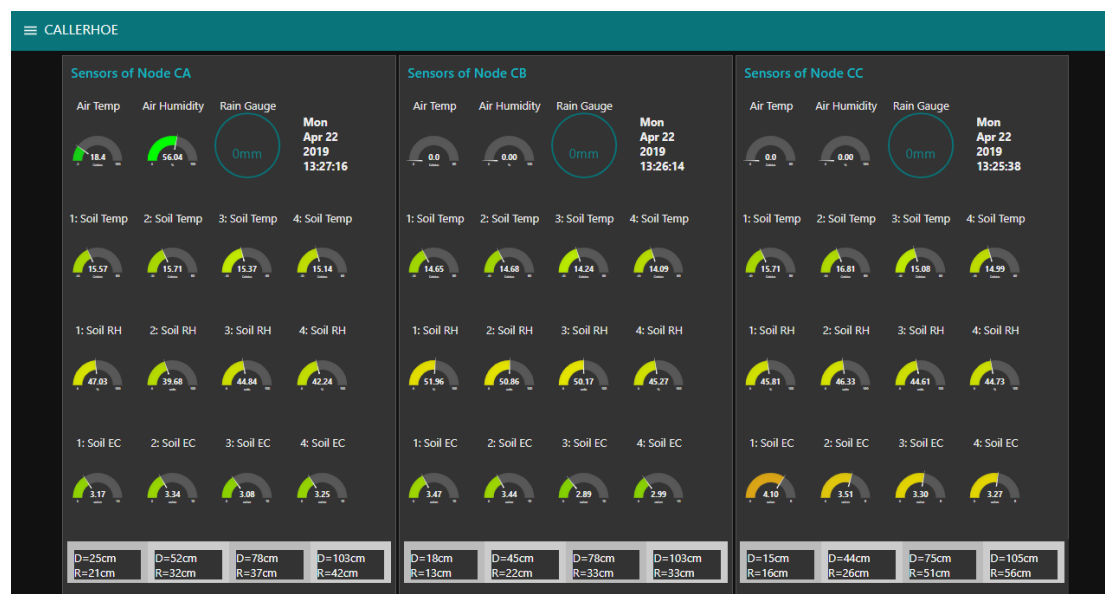 CALLERHOE
Sensors of Node CA
Air Temp Air Humidity Rain Gauge
Mon
Apr 22
2019
13:27:16
18.4 56.04 0mm
1: Soil Temp 2: Soil Temp 3: Soil Temp 4: Soil Temp
15.57 15.71 15.37 15.14
1: Soil RH 2: Soil RH 3: Soil RH 4: Soil RH
47.03 39.68 44.84 42.24
1: Soil EC 2: Soil EC 3: Soil EC 4: Soil EC
3.17 3.34 3.08 3.25
D=25cm D=52cm D=78cm D=103cm
R=21cm R=32cm R=37cm R=42cm
Sensors of Node CB
Air Temp Air Humidity Rain Gauge
Mon
Apr 22
2019
13:26:14
0.0 0.00 0mm
1: Soil Temp 2: Soil Temp 3: Soil Temp 4: Soil Temp
14.65 14.68 14.24 14.09
1: Soil RH 2: Soil RH 3: Soil RH 4: Soil RH
51.96 50.86 50.17 45.27
1: Soil EC 2: Soil EC 3: Soil EC 4: Soil EC
3.47 3.44 2.89 2.99
D=18cm D=45cm D=78cm D=103cm
R=13cm R=22cm R=33cm R=33cm
Sensors of Node CC
Air Temp Air Humidity Rain Gauge
Mon
Apr 22
2019
13:25:38
0.0 0.00 0mm
1: Soil Temp 2: Soil Temp 3: Soil Temp 4: Soil Temp
15.71 16.81 15.08 14.99
1: Soil RH 2: Soil RH 3: Soil RH 4: Soil RH
45.81 46.33 44.61 44.73
1: Soil EC 2: Soil EC 3: Soil EC 4: Soil EC
4.10 3.51 3.30 3.27
D=15cm D=44cm D=75cm D=105cm
R=16cm R=26cm R=51cm R=56cm